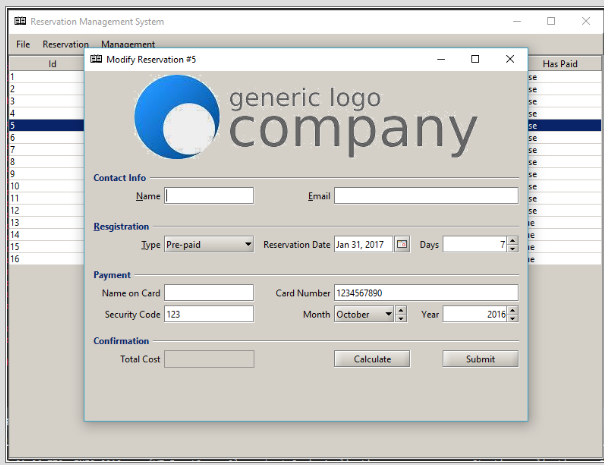 Reservation Management System
File Reservation Management
Id Has Paid
Modify Reservation #5
generic logo
company
Contact Info
Name Email
Resgistration
Type Pre-paid Reservation Date Jan 31, 2017 Days 7
Payment
Name on Card Card Number 1234567890
Security Code 123 Month October Year 2016
Confirmation
Total Cost Calculate Submit
1 se
2 se
3 se
4 se
5 se
6 se
7 se
8 se
9 se
10 se
11 se
12 se
13 ue
14 ue
15 ue
16 ue